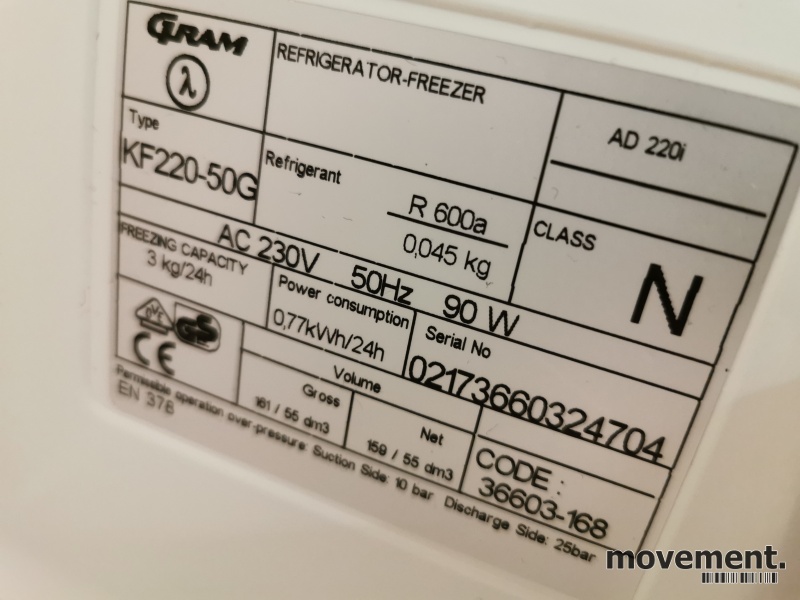 GRAM
λ
REFRIGERATOR-FREEZER
AD 220i
Type
KF220-50G
Refrigerant
R 600a
0,045 kg
CLASS
N
AC 230V 50Hz 90 W
FREEZING CAPACITY
3 kg/24h
Power consumption
0,77kWh/24h
Serial No
02173660324704
DVE GS
CE
Volume
Gross
161 / 55 dm3
Net
159 / 55 dm3
CODE :
36603-168
Permeable operation over-pressure: Suction Side: 10 bar Discharge Side: 25bar
EN 378
movement.